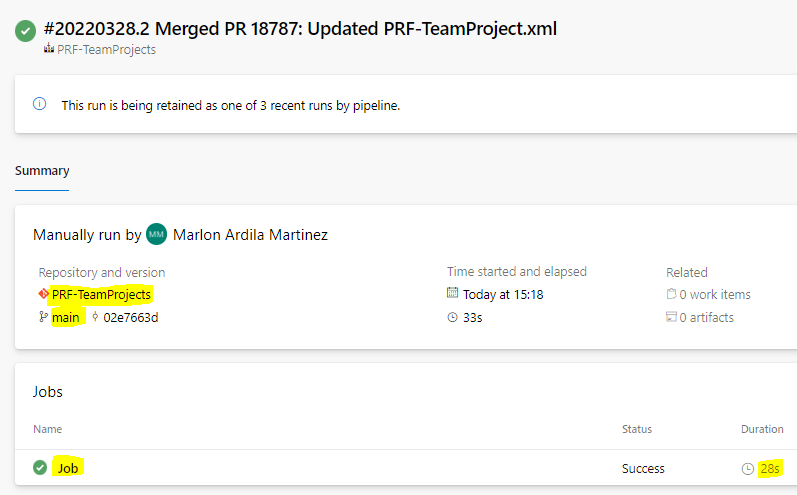 #20220328.2 Merged PR 18787: Updated PRF-TeamProject.xml
PRF-TeamProjects
This run is being retained as one of 3 recent runs by pipeline.
Summary
Manually run by MM Marlon Ardila Martinez
Repository and version Time started and elapsed Related
PRF-TeamProjects Today at 15:18 0 work items
main 02e7663d 33s 0 artifacts
Jobs
Name Status Duration
Job Success 28s